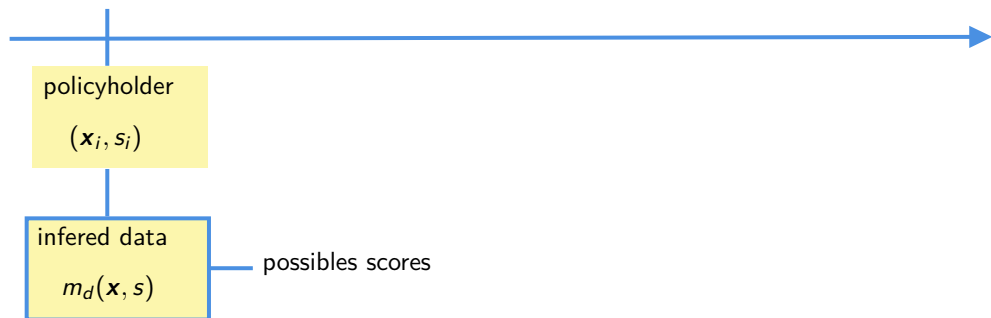 policyholder
(x_i, s_i)
infered data
m_d(x, s)
possibles scores